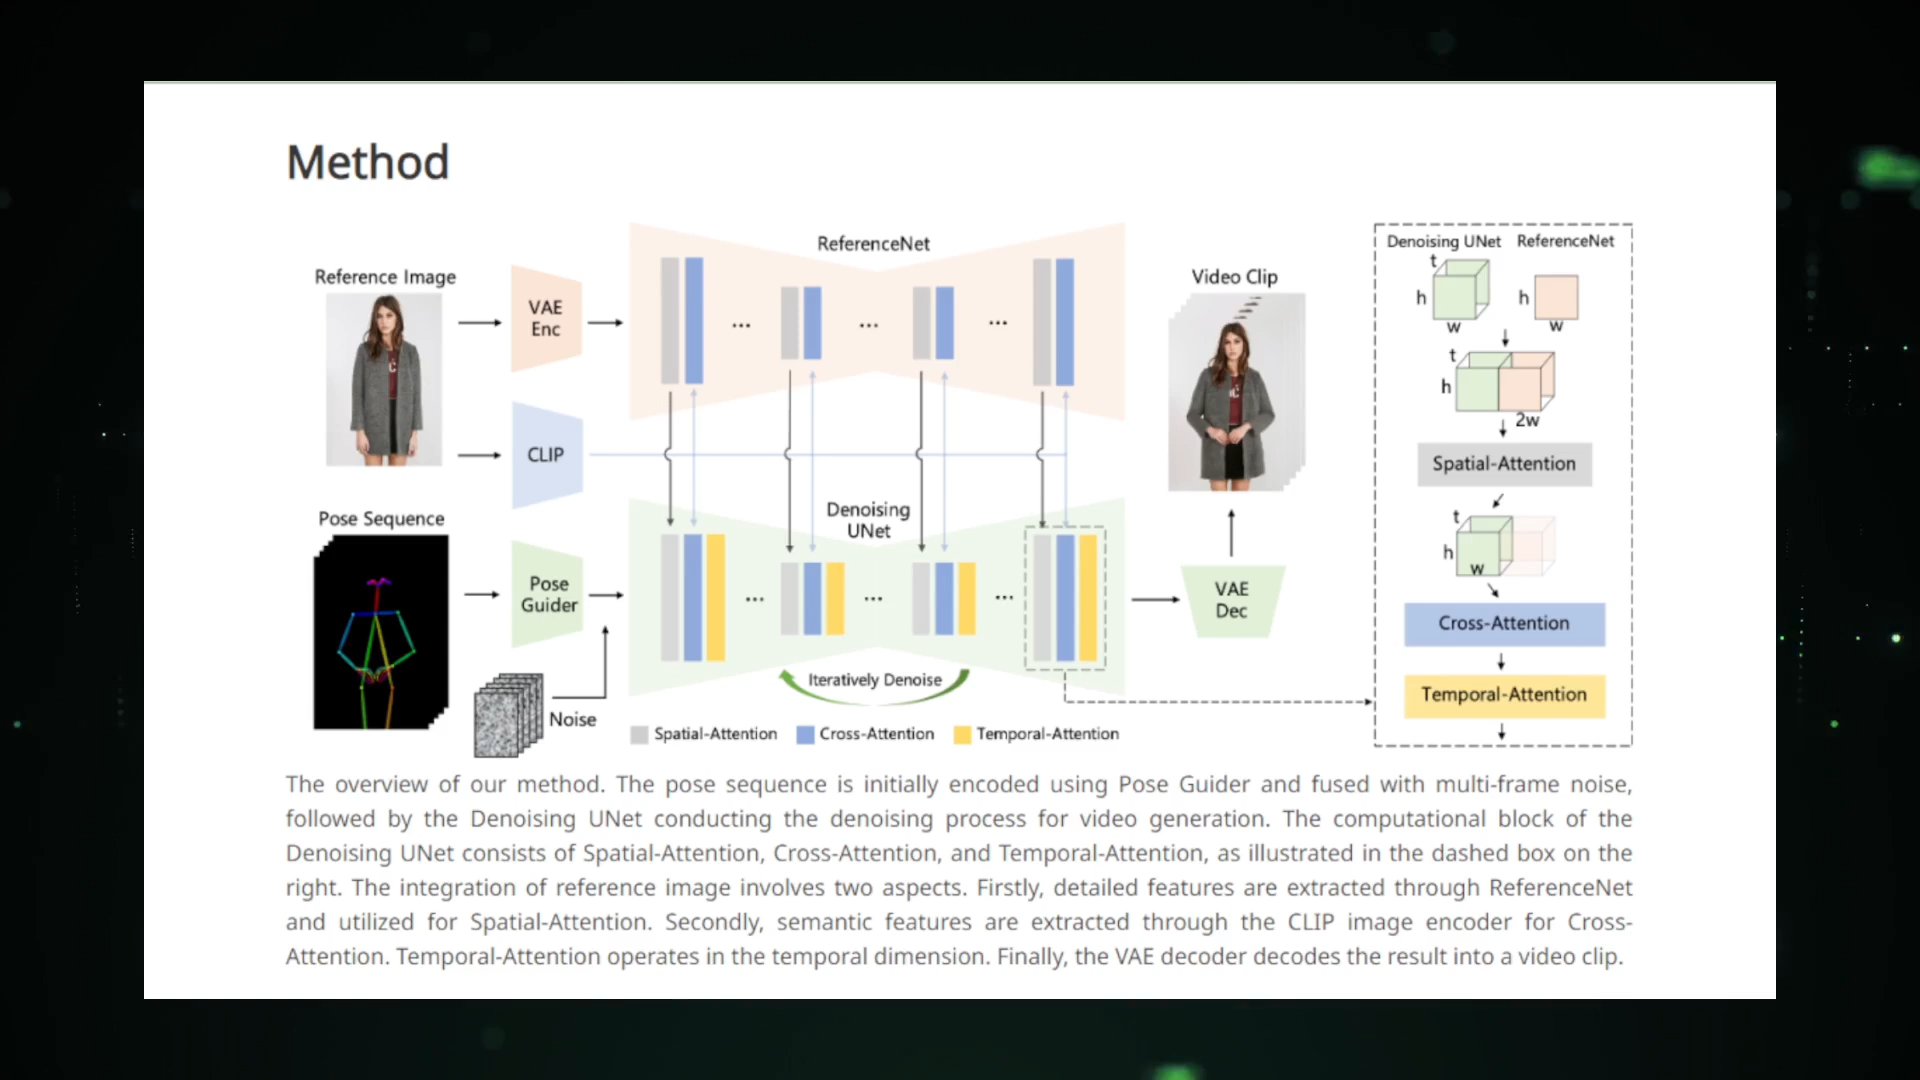 Method
ReferenceNet
Reference Image
VAE
Enc
CLIP
Pose Sequence
Pose
Guider
Noise
Denoising
UNet
Iteratively Denoise
Spatial-Attention Cross-Attention Temporal-Attention
Video Clip
VAE
Dec
Denoising UNet ReferenceNet
t
h
w
h
w
t
h
2w
Spatial-Attention
t
h
w
Cross-Attention
Temporal-Attention
The overview of our method. The pose sequence is initially encoded using Pose Guider and fused with multi-frame noise,
followed by the Denoising UNet conducting the denoising process for video generation. The computational block of the
Denoising UNet consists of Spatial-Attention, Cross-Attention, and Temporal-Attention, as illustrated in the dashed box on the
right. The integration of reference image involves two aspects. Firstly, detailed features are extracted through ReferenceNet
and utilized for Spatial-Attention. Secondly, semantic features are extracted through the CLIP image encoder for Cross-
Attention. Temporal-Attention operates in the temporal dimension. Finally, the VAE decoder decodes the result into a video clip.